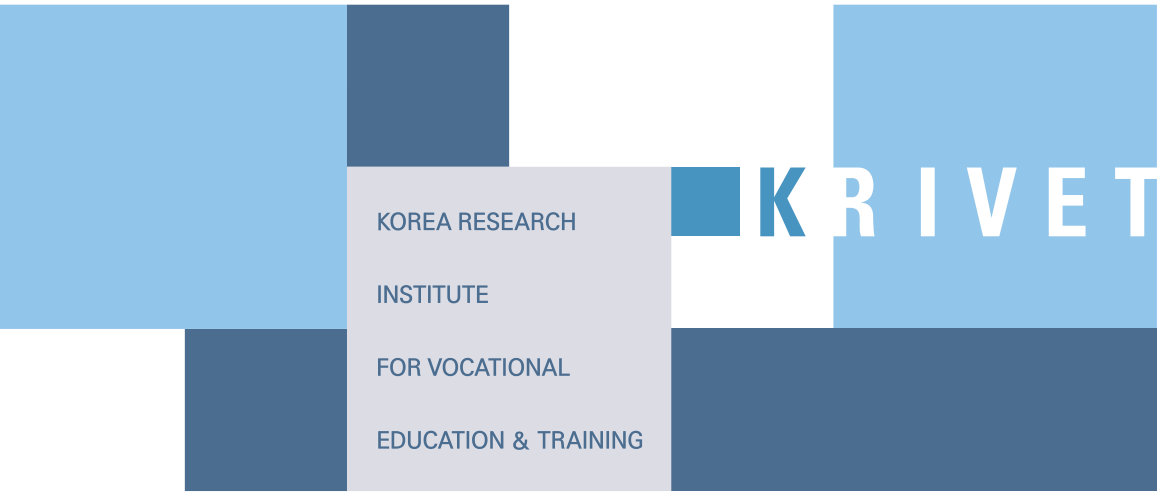 KRIVET
KOREA RESEARCH
INSTITUTE
FOR VOCATIONAL
EDUCATION & TRAINING